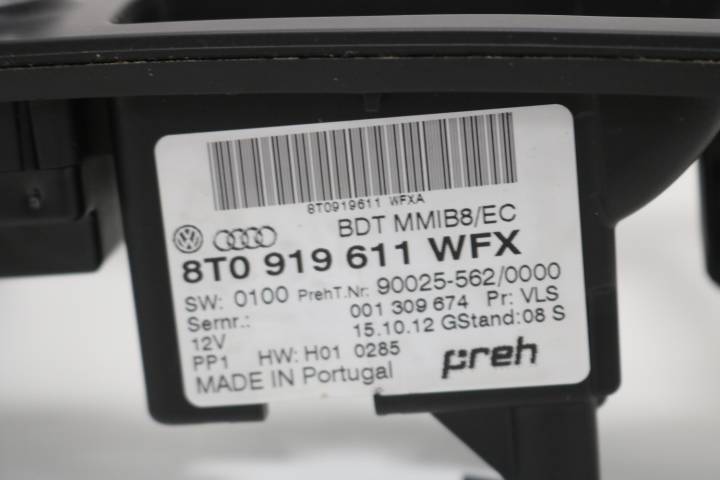 8T0919611 WFXA
BDT MMIB8/EC
8T0 919 611 WFX
SW: 0100 PrehT.Nr: 90025-562/0000
Sernr.: 001 309 674 Pr: VLS
12V 15.10.12 GStand: 08 S
PP1 HW: H01 0285
MADE IN Portugal preh